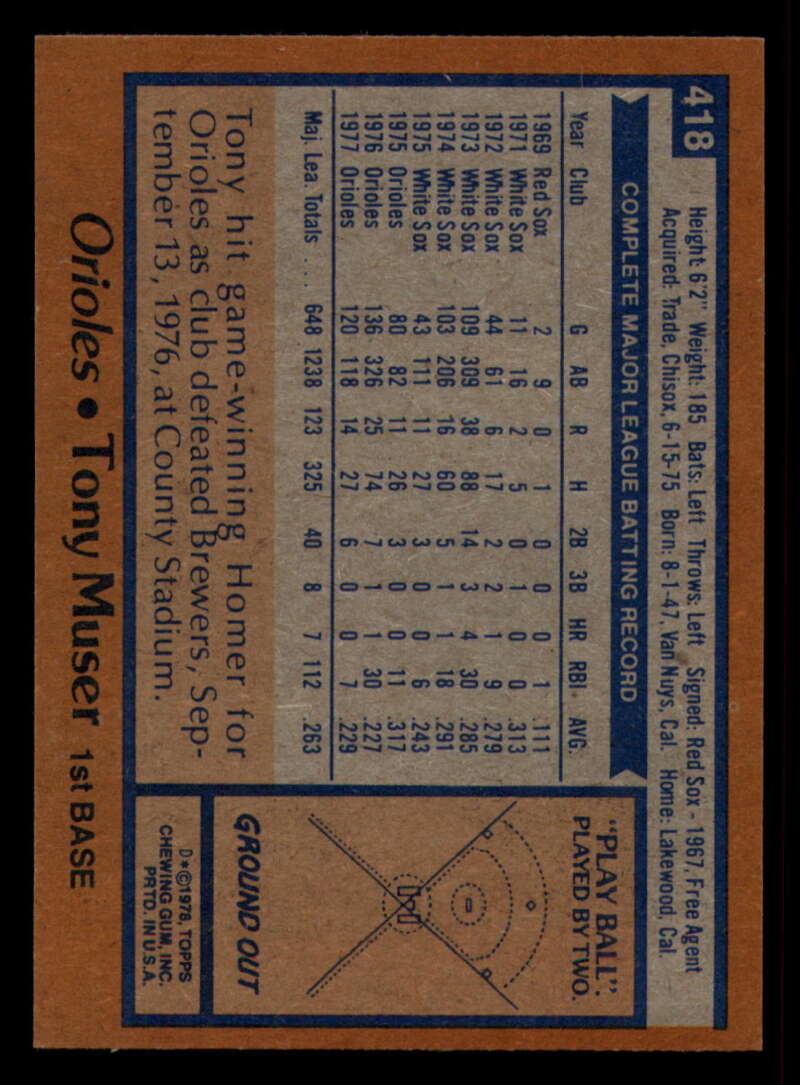 418
Height 6'2" Weight: 185 Bats: Left Throws: Left Signed: Red Sox - 1967, Free Agent
Acquired: Trade, Chisox, 6-15-75 Born: 8-1-47, Van Nuys, Cal. Home: Lakewood, Cal.
COMPLETE MAJOR LEAGUE BATTING RECORD
Year Club G AB R H 2B 3B HR RBI AVG.
1969 Red Sox 2 9 0 1 0 0 0 1 .111
1971 White Sox 11 16 2 5 0 1 0 0 .313
1972 White Sox 44 61 6 17 2 2 1 9 .279
1973 White Sox 109 309 38 88 14 3 4 30 .285
1974 White Sox 103 206 16 60 5 1 1 18 .291
1975 White Sox 43 111 11 27 3 0 0 6 .243
1975 Orioles 80 82 11 26 3 0 0 11 .317
1976 Orioles 136 326 25 74 7 1 1 30 .227
1977 Orioles 120 118 14 27 6 0 0 7 .229
Maj. Lea. Totals ... 648 1238 123 325 40 8 7 112 .263
Tony hit game-winning Homer for
Orioles as club defeated Brewers, Sep-
tember 13, 1976, at County Stadium.
"PLAY BALL".
PLAYED BY TWO.
GROUND OUT
D*©1978, TOPPS
CHEWING GUM, INC.
PRTD. IN U.S.A.
Orioles • Tony Muser 1st BASE